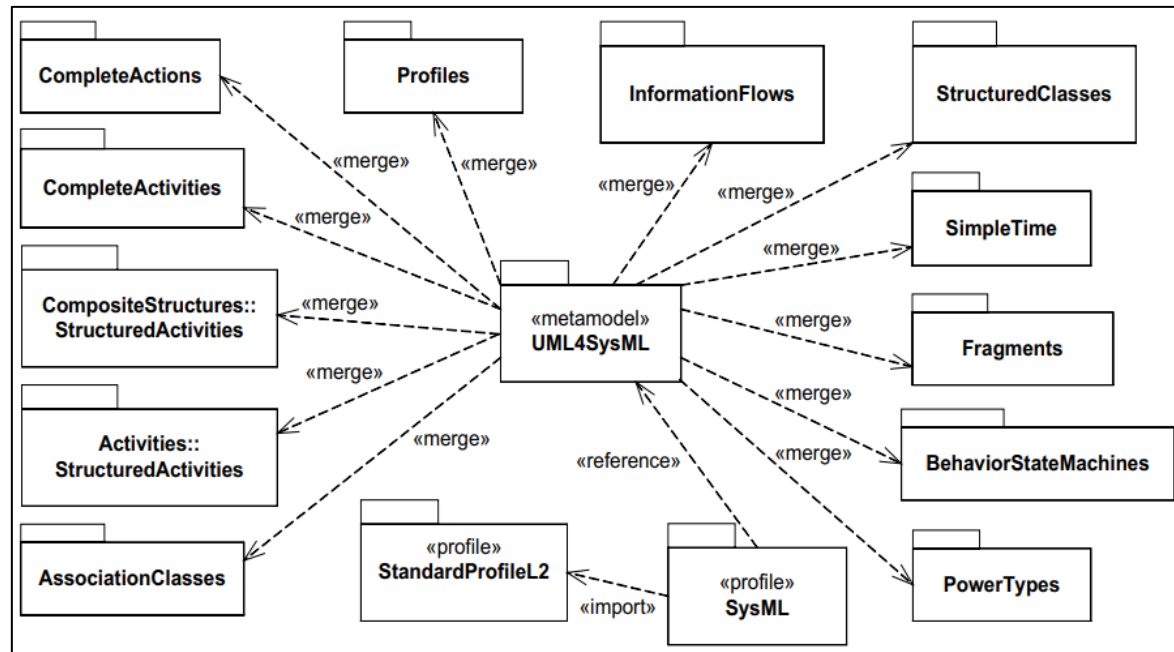 CompleteActions
Profiles
InformationFlows
StructuredClasses
«merge»
«merge»
«merge»
«merge»
CompleteActivities
«merge»
SimpleTime
«merge»
CompositeStructures::
StructuredActivities
«merge»
«metamodel»
UML4SysML
«merge»
Fragments
«merge»
«merge»
Activities::
StructuredActivities
«merge»
«reference»
«merge»
BehaviorStateMachines
AssociationClasses
«profile»
StandardProfileL2
«import»
«profile»
SysML
PowerTypes